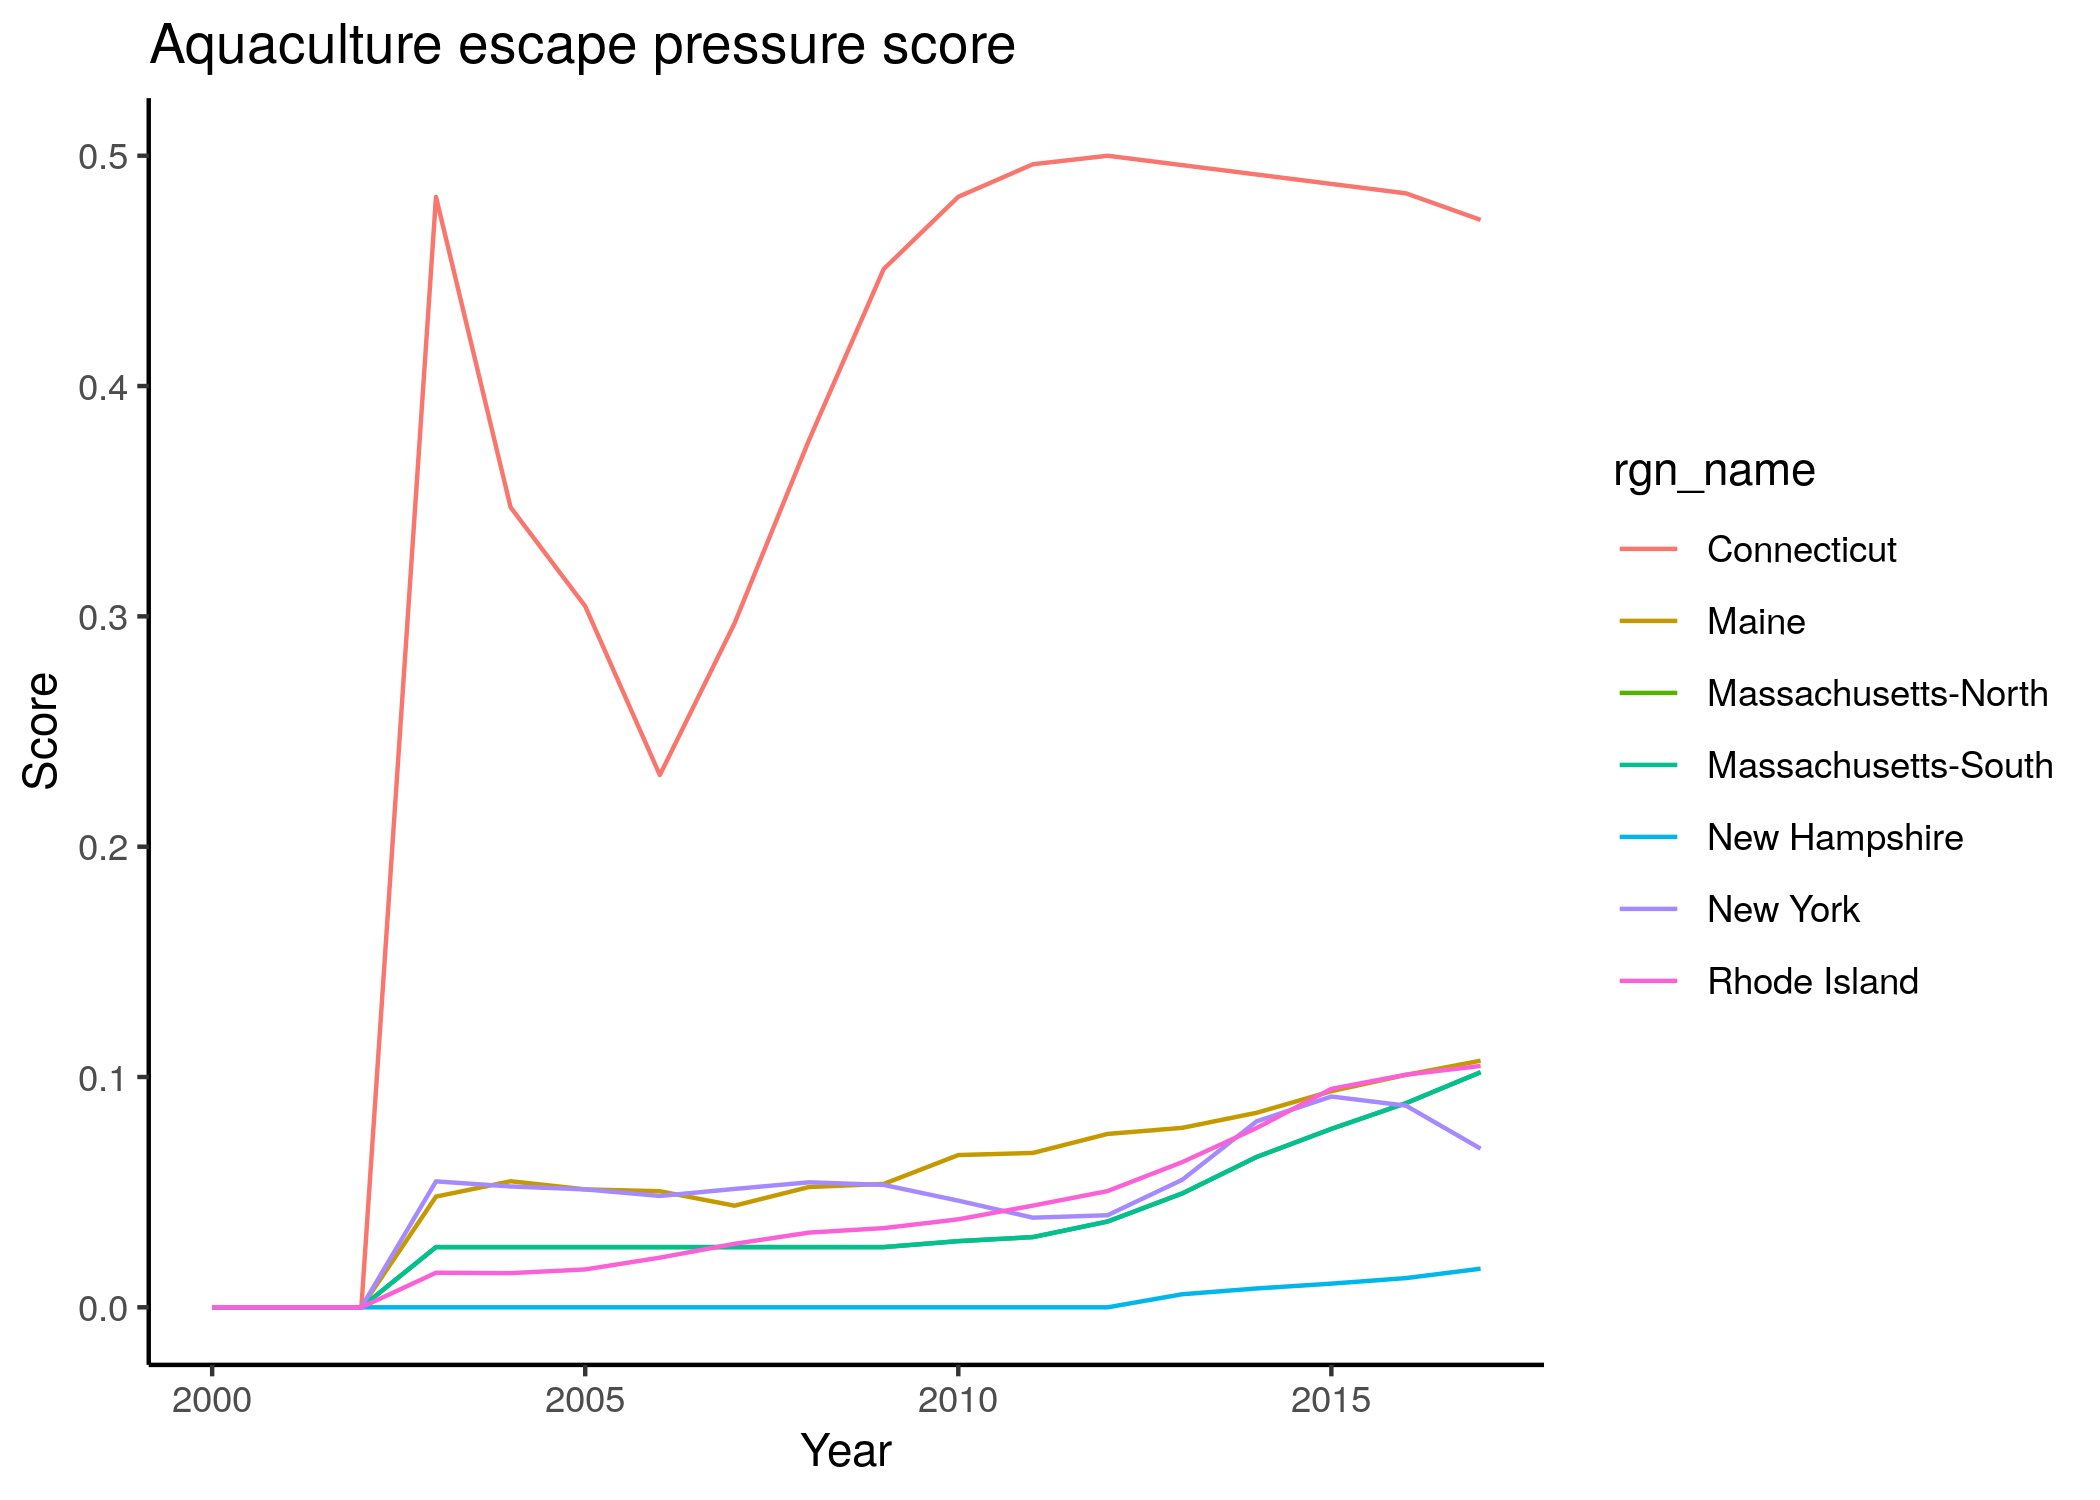 Aquaculture escape pressure score
0.5
0.4
0.3
0.2
0.1
0.0
Score
2000 2005 2010 2015
Year
rgn_name
Connecticut
Maine
Massachusetts-North
Massachusetts-South
New Hampshire
New York
Rhode Island